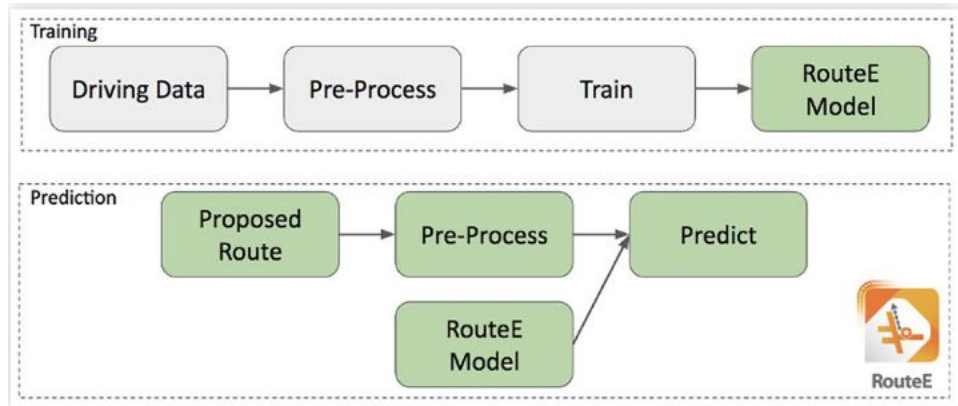 Training
Driving Data
Pre-Process
Train
RouteE
Model
Prediction
Proposed
Route
Pre-Process
Predict
RouteE
Model
RouteE